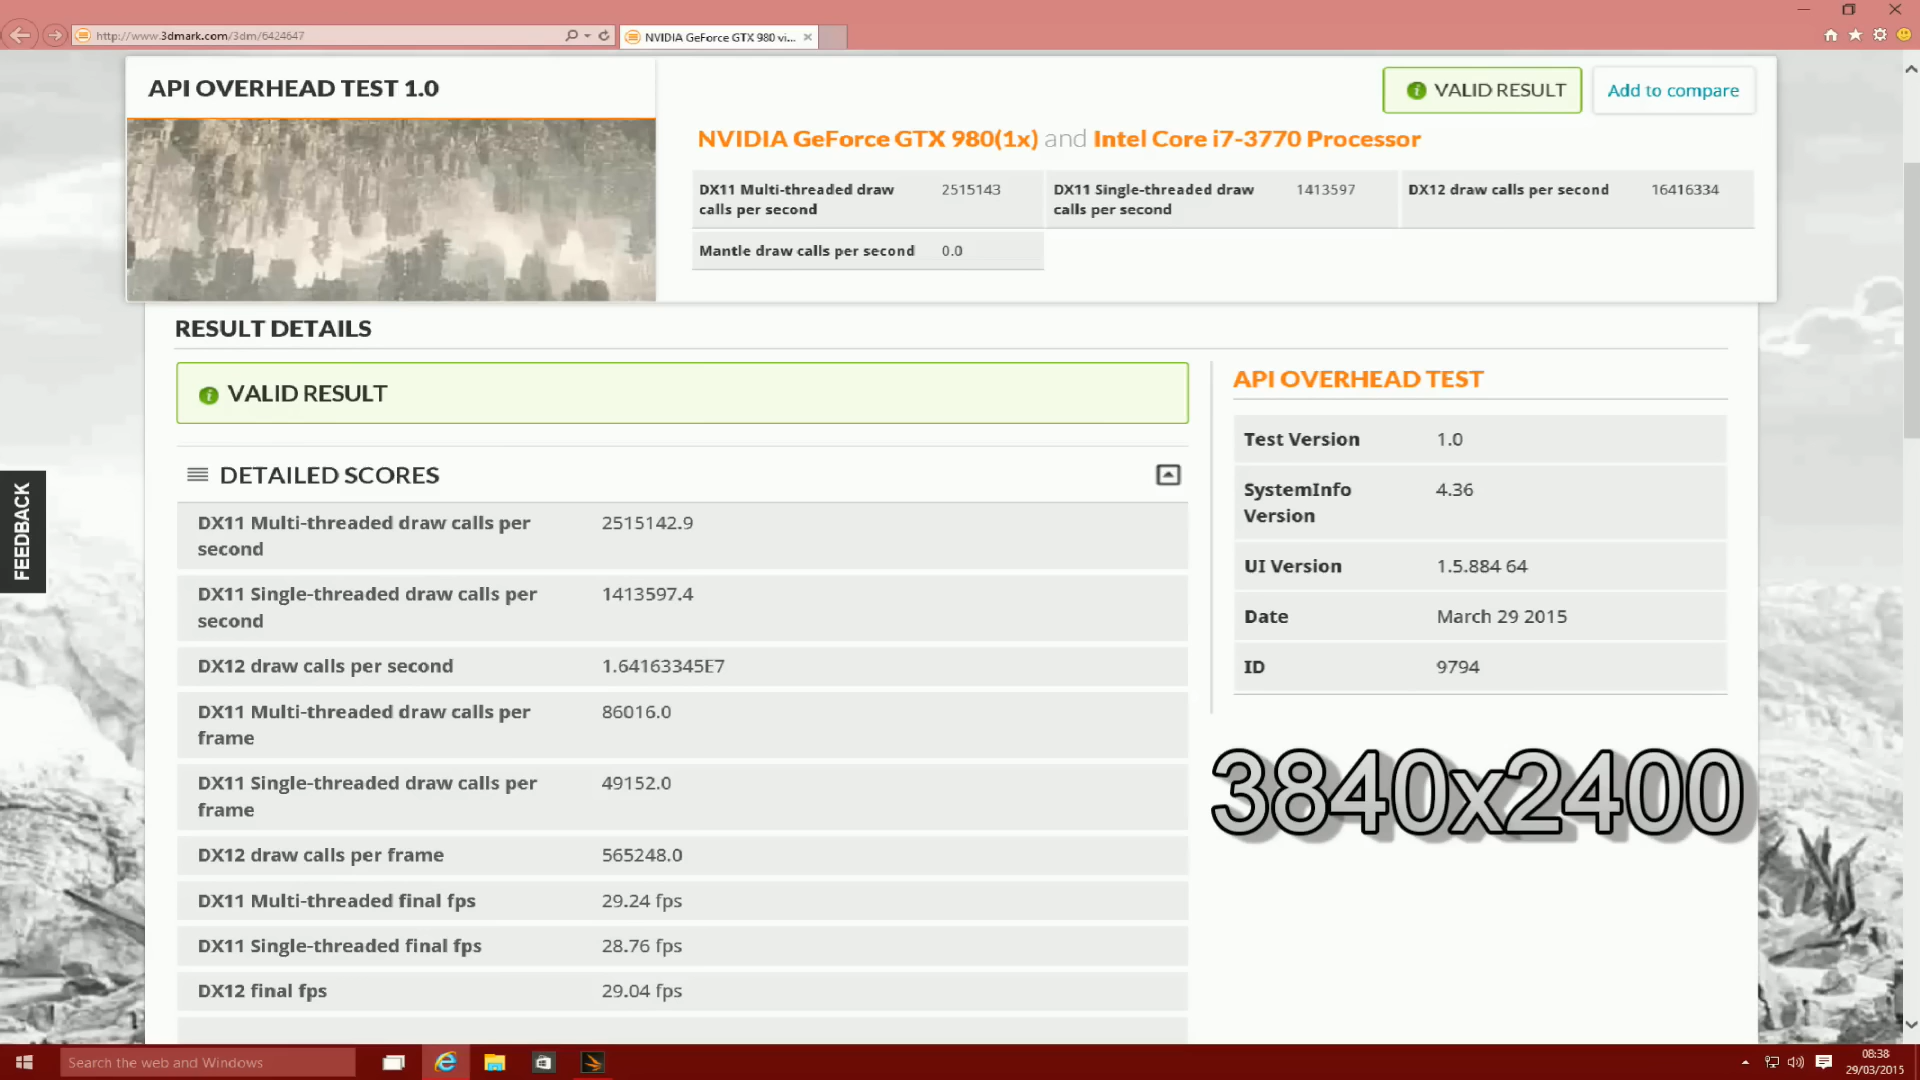 http://www.3dmark.com/3dm/6424647
NVIDIA GeForce GTX 980 vi...
API OVERHEAD TEST 1.0
VALID RESULT
Add to compare
NVIDIA GeForce GTX 980(1x) and Intel Core i7-3770 Processor
DX11 Multi-threaded draw calls per second 2515143
DX11 Single-threaded draw calls per second 1413597
DX12 draw calls per second 16416334
Mantle draw calls per second 0.0
RESULT DETAILS
VALID RESULT
DETAILED SCORES
DX11 Multi-threaded draw calls per second 2515142.9
DX11 Single-threaded draw calls per second 1413597.4
DX12 draw calls per second 1.64163345E7
DX11 Multi-threaded draw calls per frame 86016.0
DX11 Single-threaded draw calls per frame 49152.0
DX12 draw calls per frame 565248.0
DX11 Multi-threaded final fps 29.24 fps
DX11 Single-threaded final fps 28.76 fps
DX12 final fps 29.04 fps
API OVERHEAD TEST
Test Version 1.0
SystemInfo Version 4.36
UI Version 1.5.884 64
Date March 29 2015
ID 9794
3840x2400
FEEDBACK
Search the web and Windows
08:38
29/03/2015